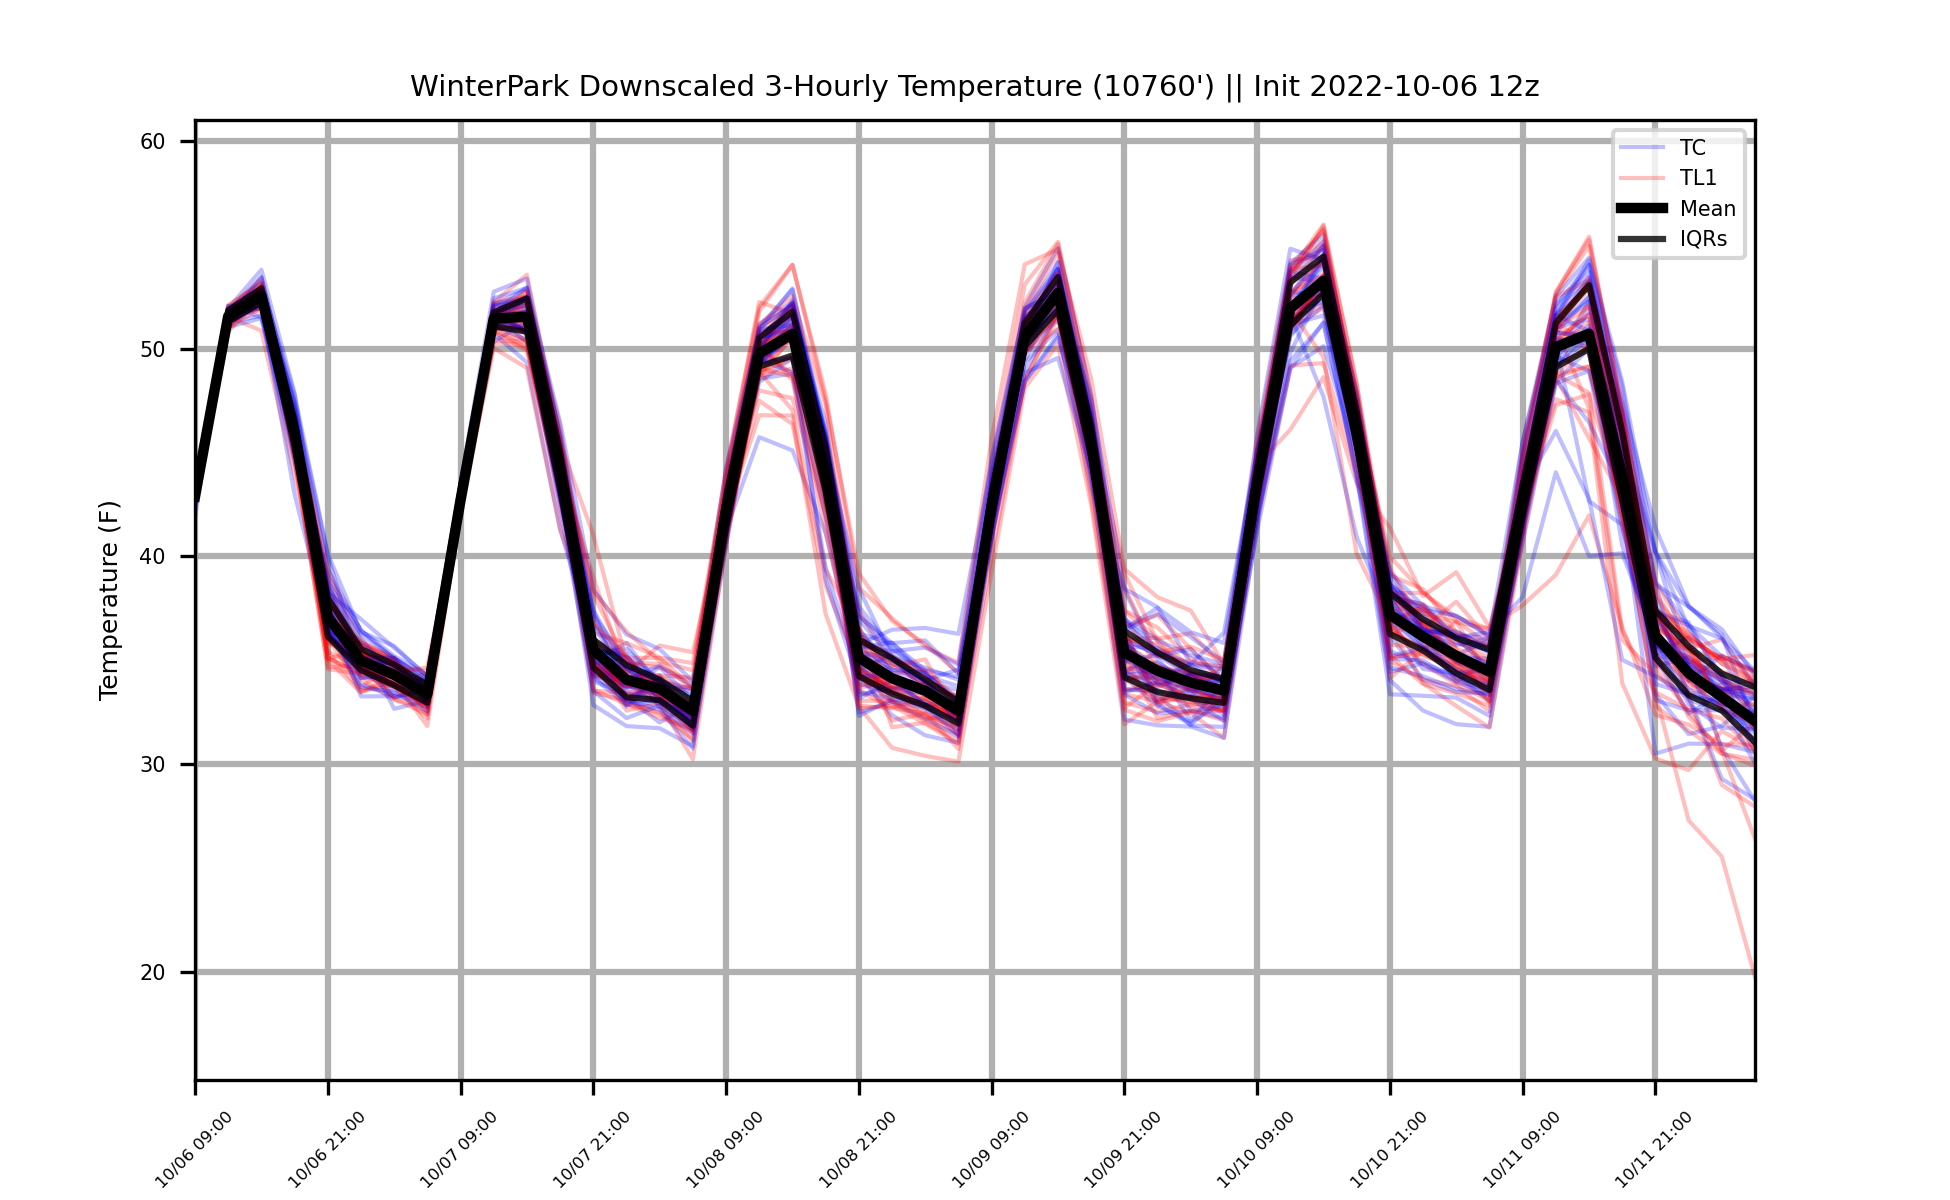 WinterPark Downscaled 3-Hourly Temperature (10760') || Init 2022-10-06 12z
TC
TL1
Mean
IQRs
Temperature (F)
60
50
40
30
20
10/06 09:00
10/06 21:00
10/07 09:00
10/07 21:00
10/08 09:00
10/08 21:00
10/09 09:00
10/09 21:00
10/10 09:00
10/10 21:00
10/11 09:00
10/11 21:00